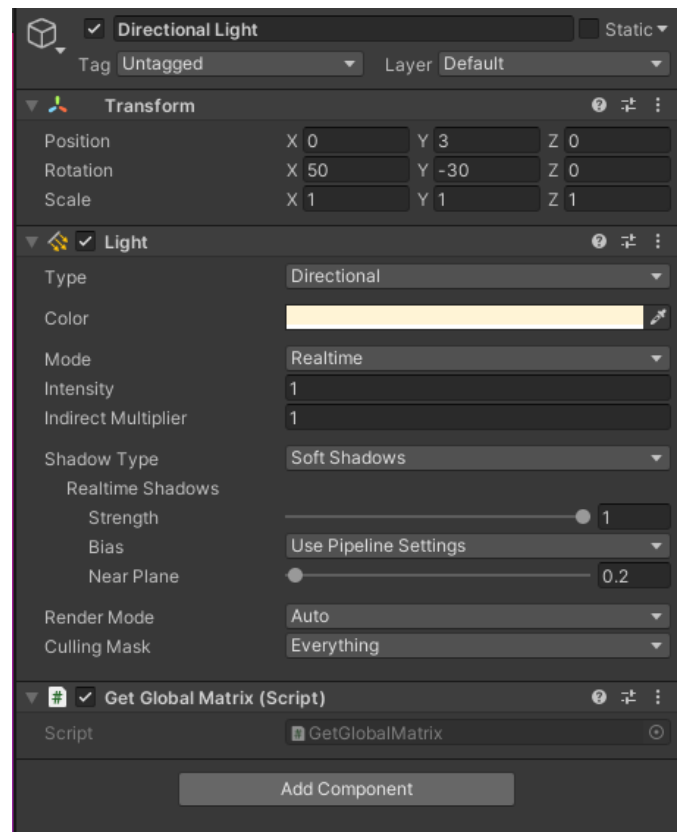 Directional Light Static
Tag Untagged Layer Default
Transform
Position X 0 Y 3 Z 0
Rotation X 50 Y -30 Z 0
Scale X 1 Y 1 Z 1
Light
Type Directional
Color
Mode Realtime
Intensity 1
Indirect Multiplier 1
Shadow Type Soft Shadows
Realtime Shadows
Strength 1
Bias Use Pipeline Settings
Near Plane 0.2
Render Mode Auto
Culling Mask Everything
# Get Global Matrix (Script)
Script # GetGlobalMatrix
Add Component